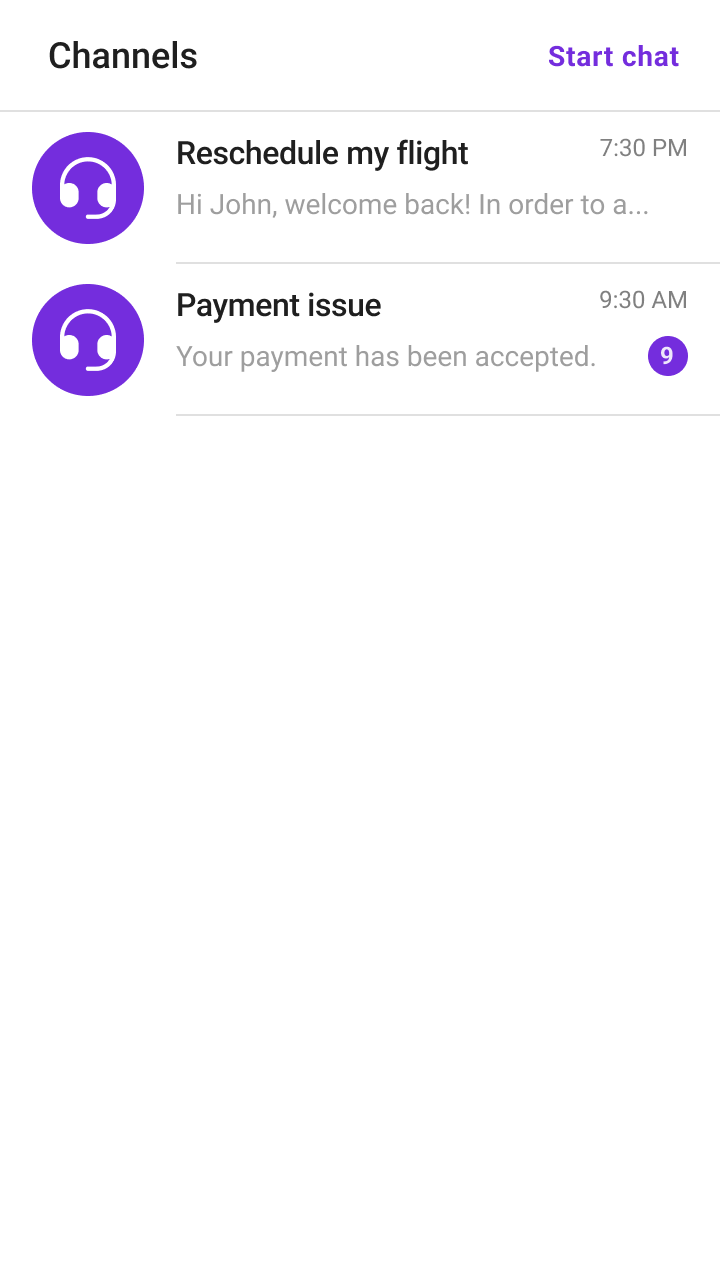 Channels
Start chat
Reschedule my flight
7:30 PM
Hi John, welcome back! In order to a...
Payment issue
9:30 AM
Your payment has been accepted.
9